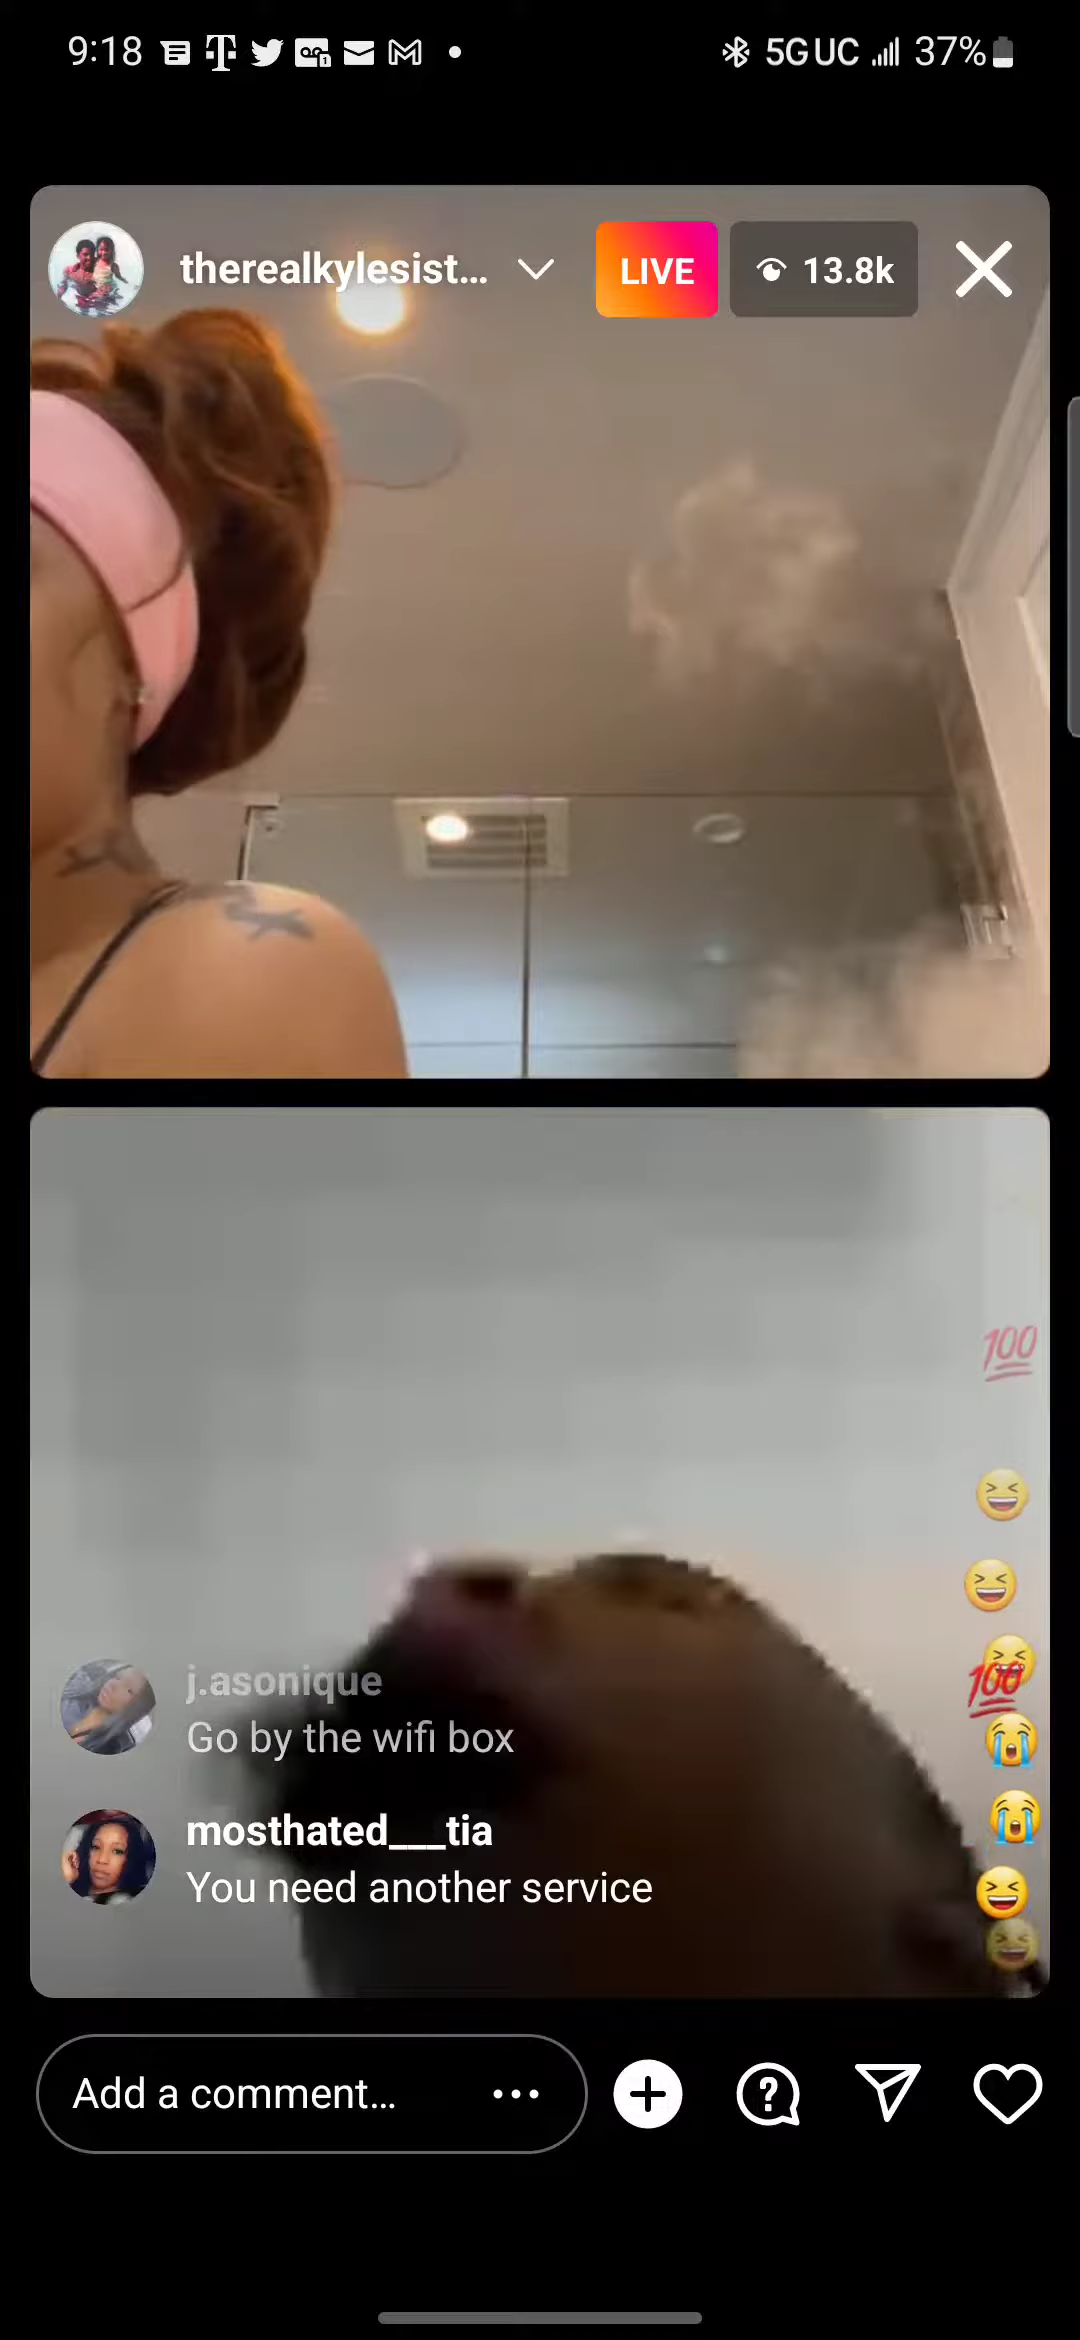 9:18 5G UC 37%
therealkylesist... LIVE 13.8k
100
100
j.asonique
Go by the wifi box
mosthated___tia
You need another service
Add a comment...